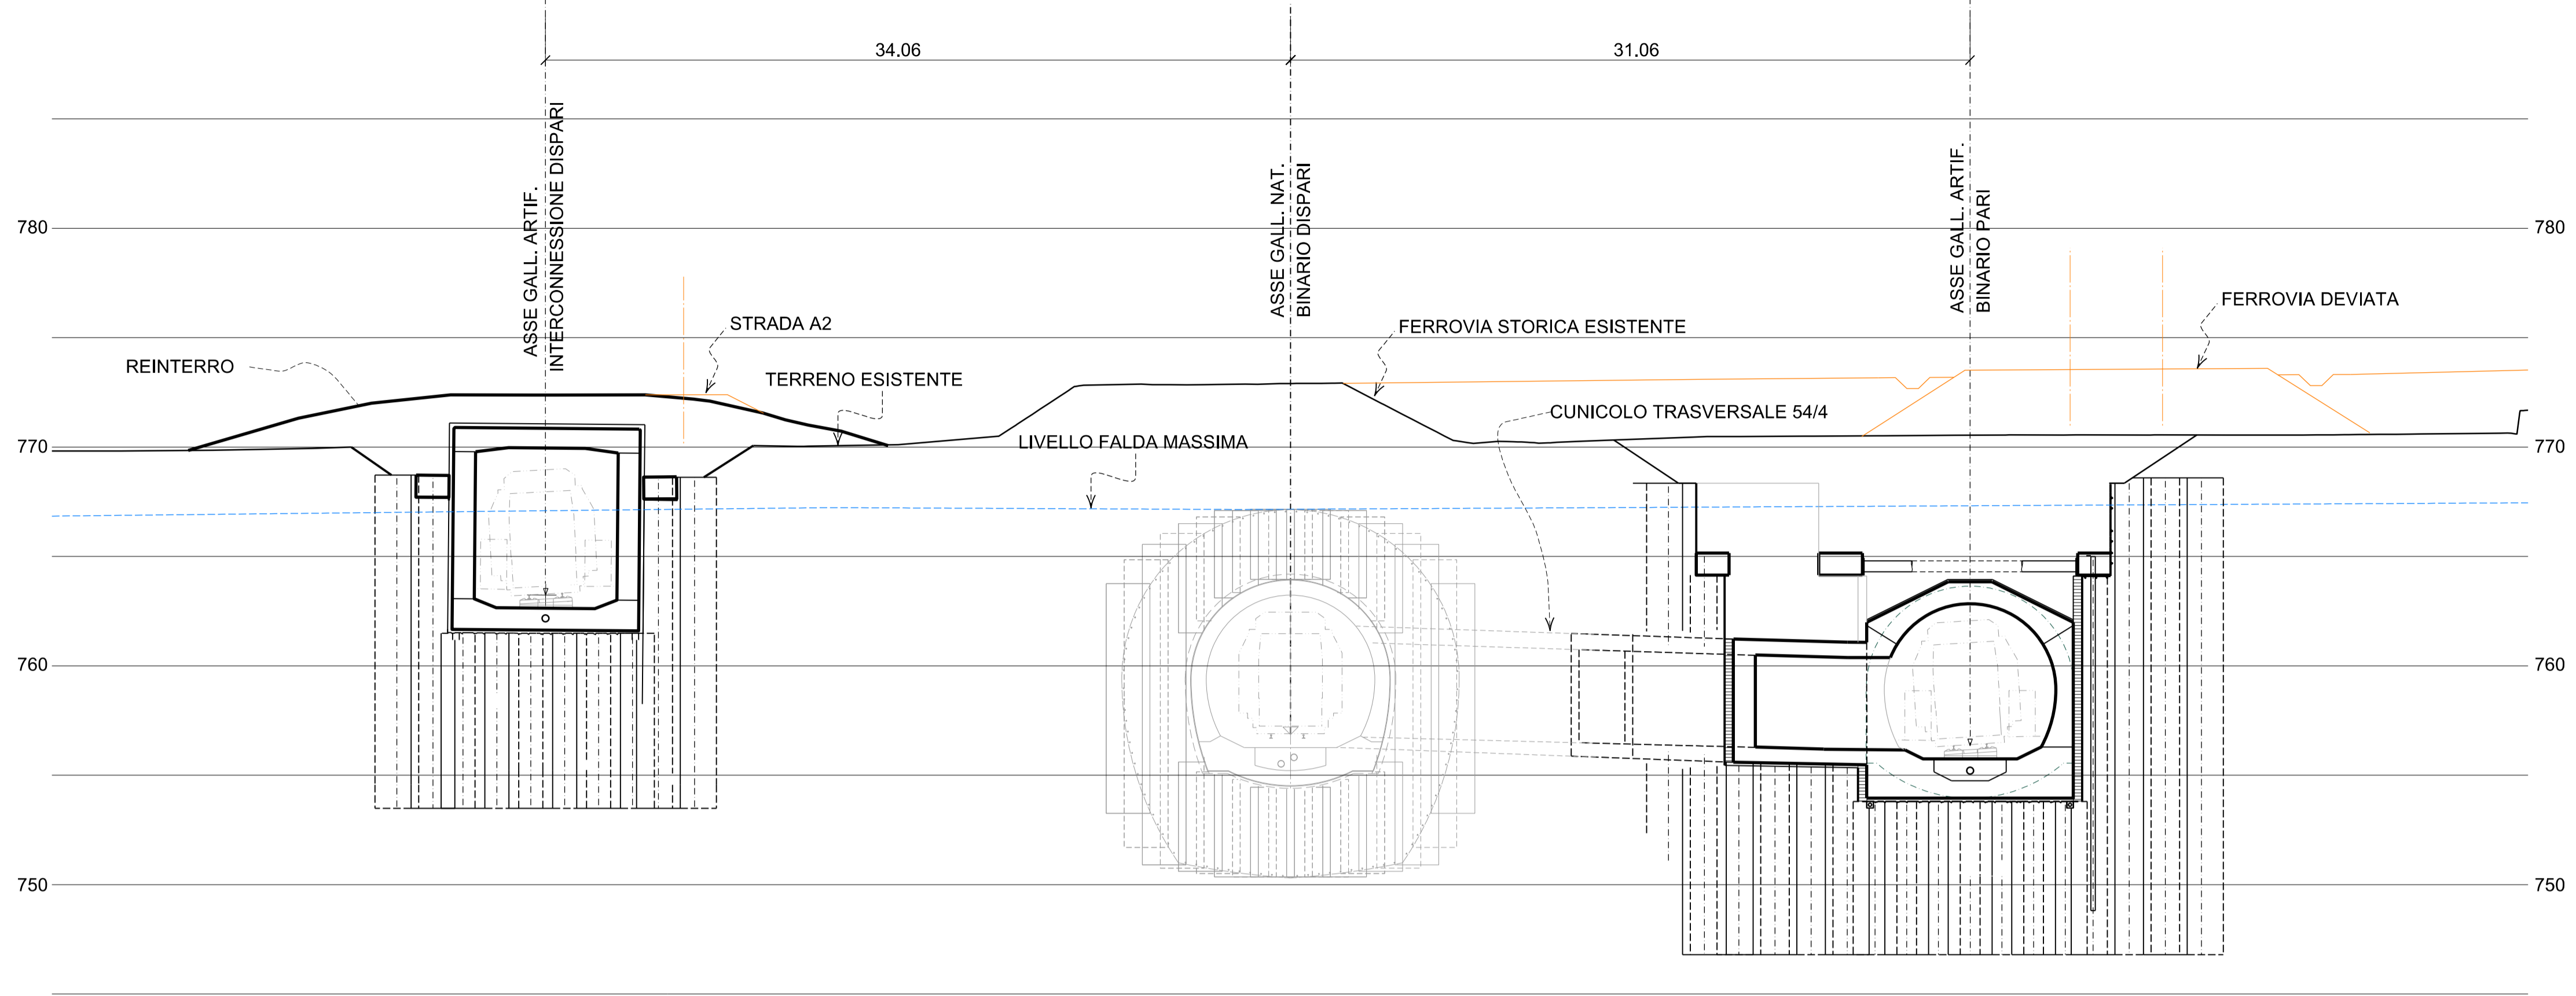 34.06
31.06
ASSE GALL. ARTIF.
INTERCONNESSIONE DISPARI
ASSE GALL. NAT.
BINARIO DISPARI
ASSE GALL. ARTIF.
BINARIO PARI
780
780
FERROVIA DEVIATA
STRADA A2
FERROVIA STORICA ESISTENTE
REINTERRO
TERRENO ESISTENTE
CUNICOLO TRASVERSALE 54/4
LIVELLO FALDA MASSIMA
770
770
760
760
750
750